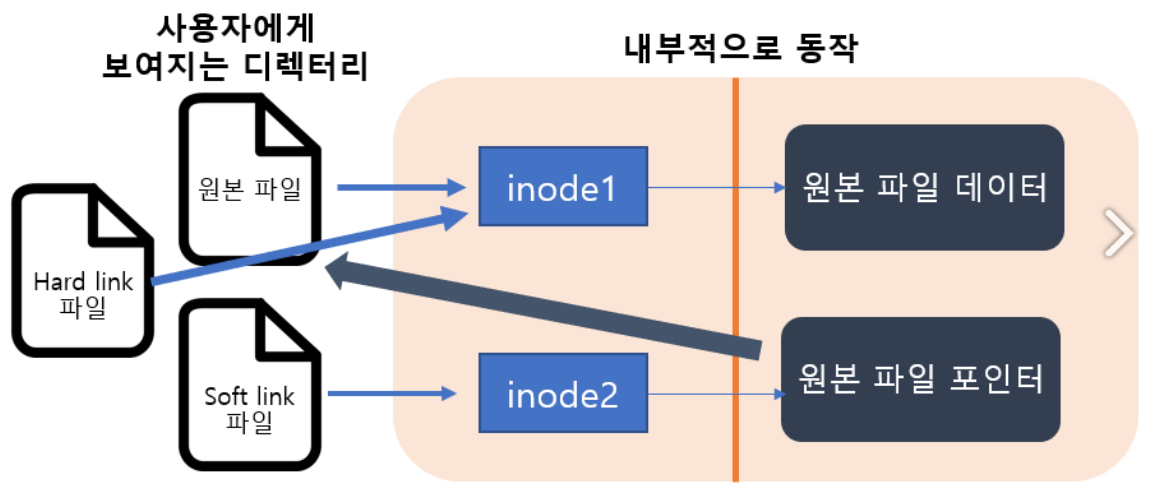 사용자에게
보여지는 디렉터리
내부적으로 동작
원본 파일
inode1
원본 파일 데이터
Hard link
파일
Soft link
파일
inode2
원본 파일 포인터